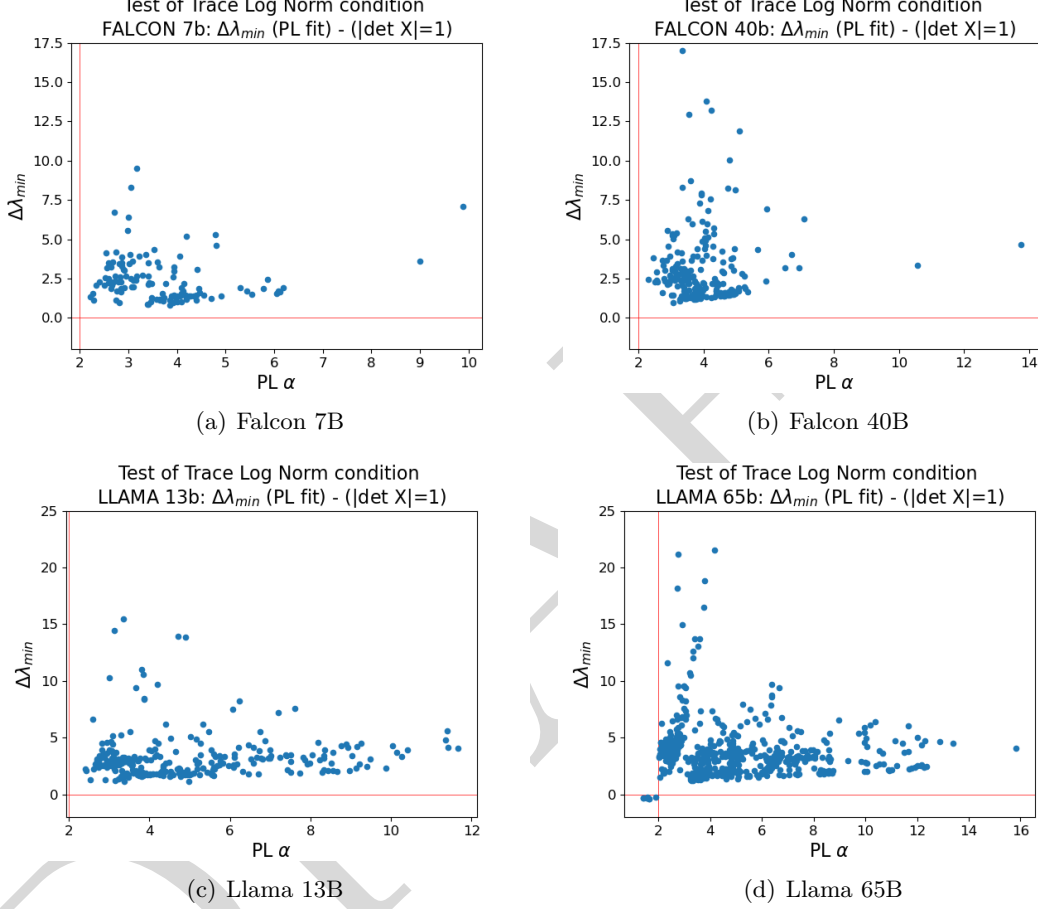 Test of Trace Log Norm condition
FALCON 7b: Δλmin (PL fit) - (|det X|=1)
17.5
15.0
12.5
10.0
7.5
5.0
2.5
0.0
Δλmin
2 3 4 5 6 7 8 9 10
PL α
(a) Falcon 7B
Test of Trace Log Norm condition
FALCON 40b: Δλmin (PL fit) - (|det X|=1)
17.5
15.0
12.5
10.0
7.5
5.0
2.5
0.0
Δλmin
2 4 6 8 10 12 14
PL α
(b) Falcon 40B
Test of Trace Log Norm condition
LLAMA 13b: Δλmin (PL fit) - (|det X|=1)
25
20
15
10
5
0
Δλmin
2 4 6 8 10 12
PL α
(c) Llama 13B
Test of Trace Log Norm condition
LLAMA 65b: Δλmin (PL fit) - (|det X|=1)
25
20
15
10
5
0
Δλmin
2 4 6 8 10 12 14 16
PL α
(d) Llama 65B